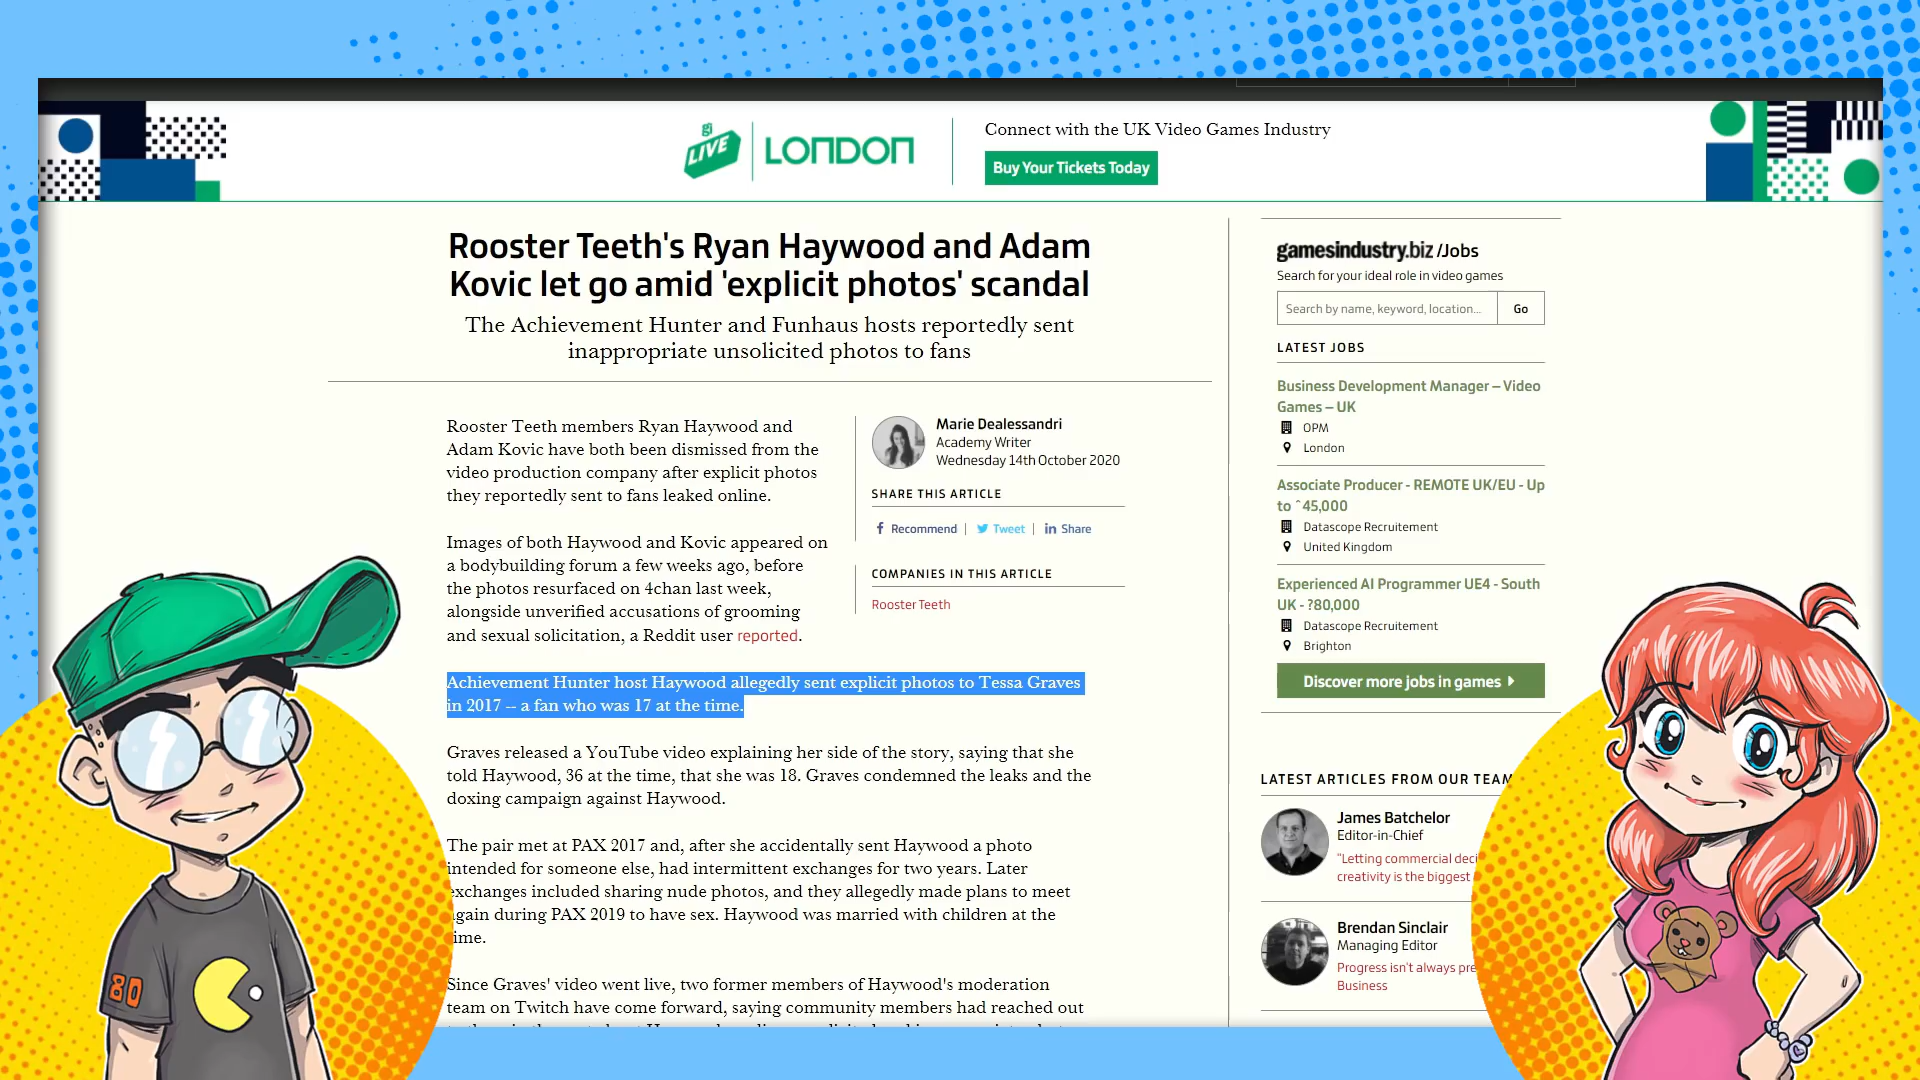 gi LIVE
LONDON
Connect with the UK Video Games Industry
Buy Your Tickets Today
Rooster Teeth's Ryan Haywood and Adam
Kovic let go amid 'explicit photos' scandal
The Achievement Hunter and Funhaus hosts reportedly sent
inappropriate unsolicited photos to fans
Rooster Teeth members Ryan Haywood and
Adam Kovic have both been dismissed from the
video production company after explicit photos
they reportedly sent to fans leaked online.
Images of both Haywood and Kovic appeared on
a bodybuilding forum a few weeks ago, before
the photos resurfaced on 4chan last week,
alongside unverified accusations of grooming
and sexual solicitation, a Reddit user reported.
Marie Dealessandri
Academy Writer
Wednesday 14th October 2020
SHARE THIS ARTICLE
Recommend | Tweet | Share
COMPANIES IN THIS ARTICLE
Rooster Teeth
Achievement Hunter host Haywood allegedly sent explicit photos to Tessa Graves
in 2017 -- a fan who was 17 at the time.
Graves released a YouTube video explaining her side of the story, saying that she
told Haywood, 36 at the time, that she was 18. Graves condemned the leaks and the
doxing campaign against Haywood.
The pair met at PAX 2017 and, after she accidentally sent Haywood a photo
intended for someone else, had intermittent exchanges for two years. Later
exchanges included sharing nude photos, and they allegedly made plans to meet
again during PAX 2019 to have sex. Haywood was married with children at the
time.
Since Graves' video went live, two former members of Haywood's moderation
team on Twitch have come forward, saying community members had reached out
gamesindustry.biz /Jobs
Search for your ideal role in video games
Search by name, keyword, location...
Go
LATEST JOBS
Business Development Manager – Video
Games – UK
OPM
London
Associate Producer - REMOTE UK/EU - Up
to ˆ45,000
Datascope Recruitement
United Kingdom
Experienced AI Programmer UE4 - South
UK - ?80,000
Datascope Recruitement
Brighton
Discover more jobs in games
LATEST ARTICLES FROM OUR TEAM
James Batchelor
Editor-in-Chief
"Letting commercial deci
creativity is the biggest
Brendan Sinclair
Managing Editor
Progress isn't always pre
Business
80